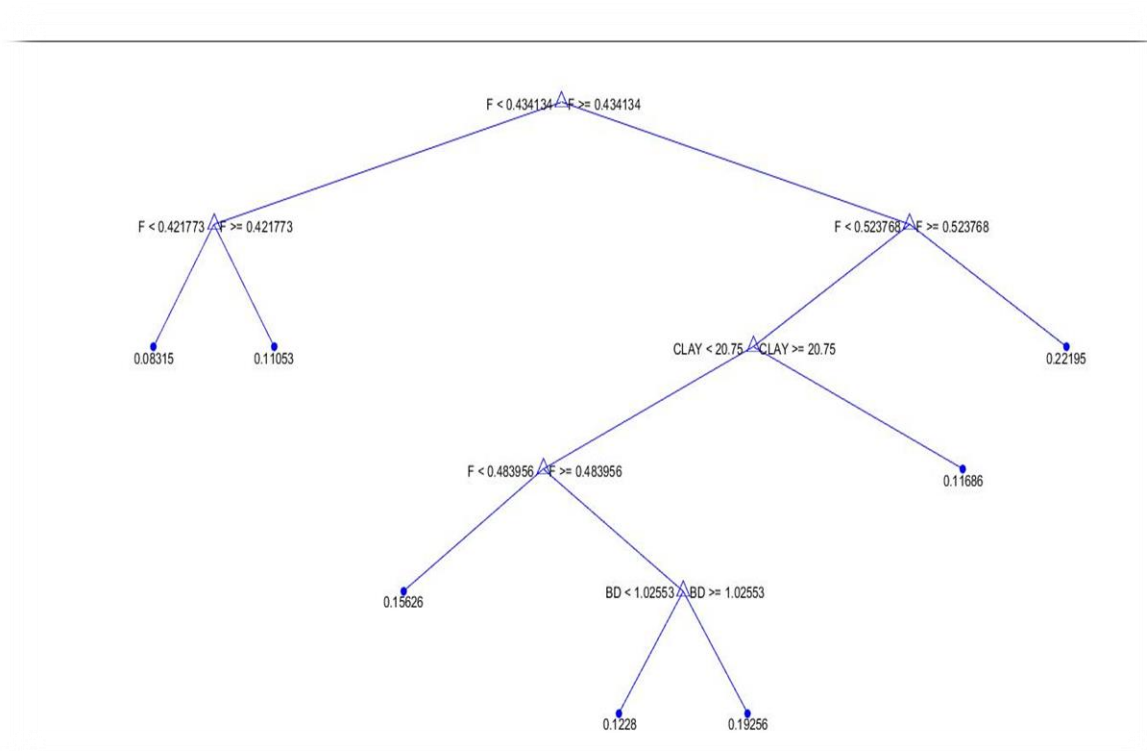 F < 0.434134 F >= 0.434134
F < 0.421773 F >= 0.421773
F < 0.523768 F >= 0.523768
0.08315
0.11053
CLAY < 20.75 CLAY >= 20.75
0.22195
F < 0.483956 F >= 0.483956
0.11686
0.15626
BD < 1.02553 BD >= 1.02553
0.1228
0.19256